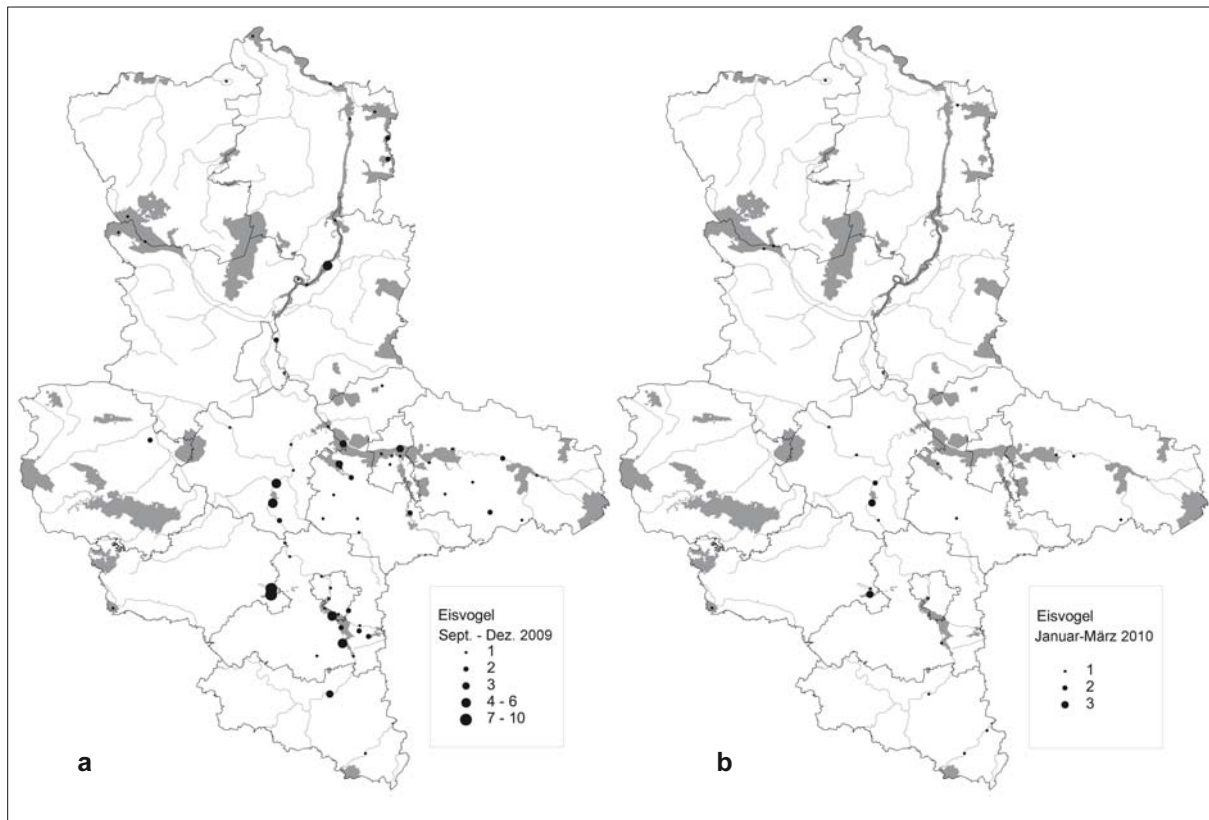 Eisvogel
Sept. - Dez. 2009
1
2
3
4 - 6
7 - 10
a
Eisvogel
Januar-März 2010
1
2
3
b